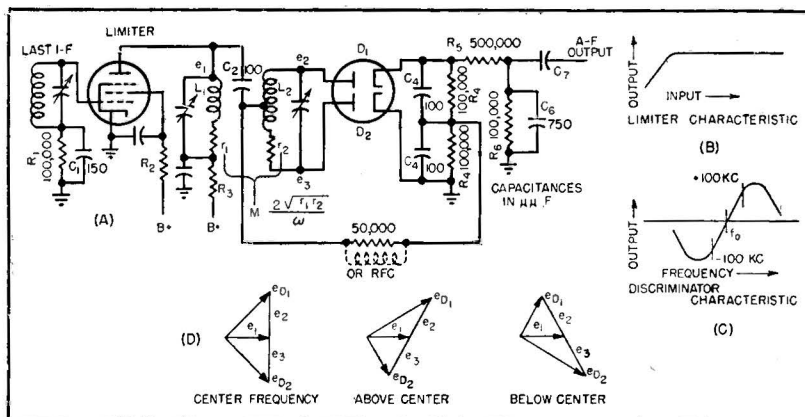 LAST I-F
LIMITER
R1
100,000
C1
150
(A)
R2
B+
e1
L1
r1
R3
B+
C2
100
L2
r2
e2
e3
M
2√r1 r2
ω
D1
D2
C4
100
C4
100
R4
100,000
R4
100,000
R5
500,000
R6
100,000
C6
750
C7
A-F
OUTPUT
CAPACITANCES
IN μμF
50,000
OR RFC
OUTPUT
INPUT
LIMITER CHARACTERISTIC
(B)
+100KC
OUTPUT
f0
-100 KC
FREQUENCY
DISCRIMINATOR CHARACTERISTIC
(C)
(D)
eD1
e2
e1
e3
eD2
CENTER FREQUENCY
eD1
e2
e1
e3
eD2
ABOVE CENTER
eD1
e2
e1
e3
eD2
BELOW CENTER